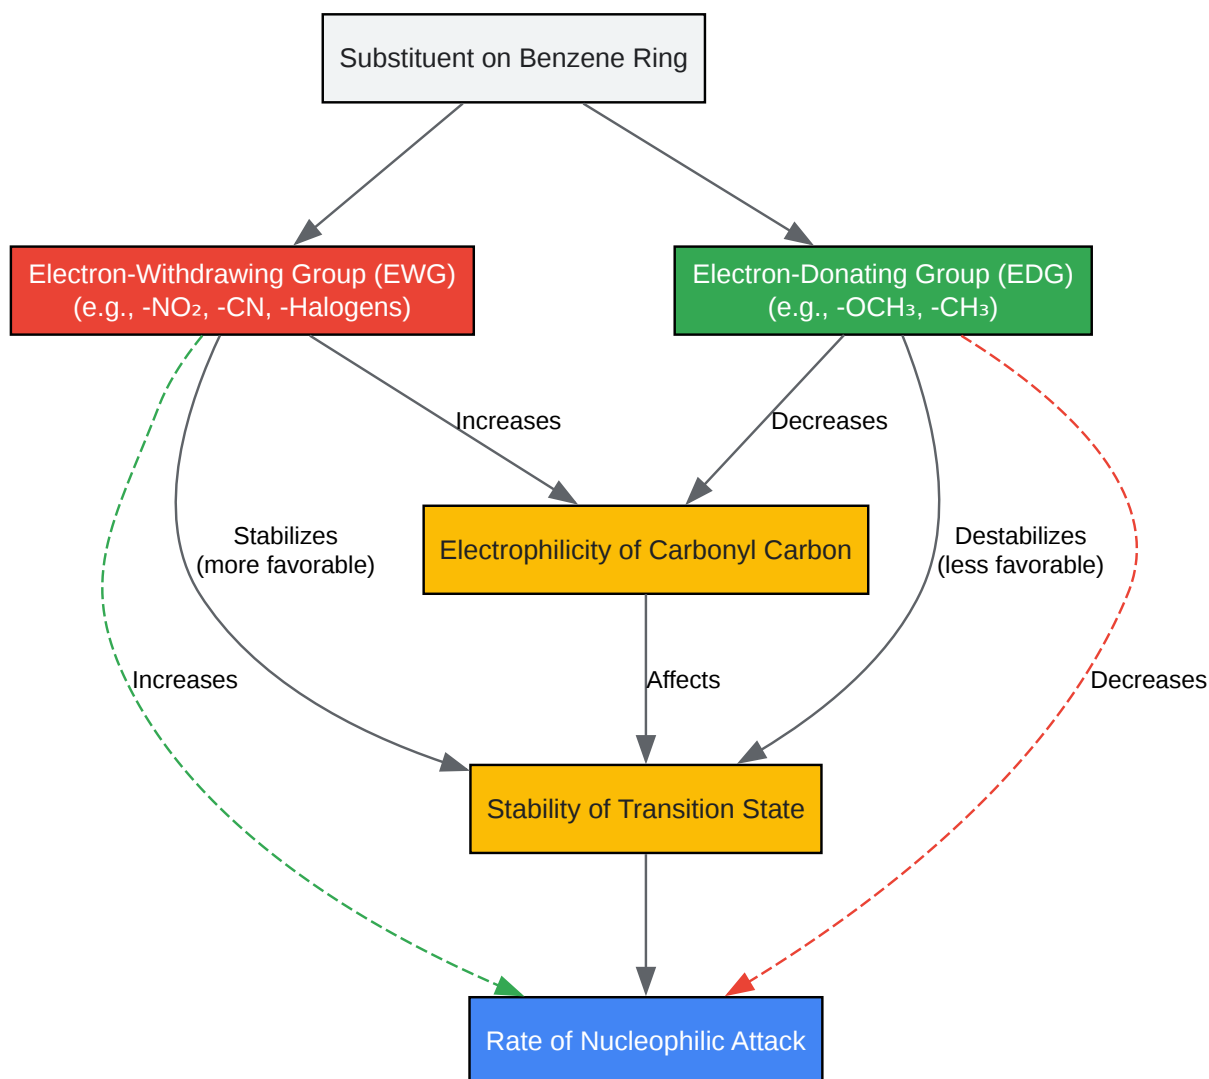 Substituent on Benzene Ring
Electron-Withdrawing Group (EWG)
(e.g., -NO₂, -CN, -Halogens)
Electron-Donating Group (EDG)
(e.g., -OCH₃, -CH₃)
Increases
Decreases
Stabilizes
(more favorable)
Electrophilicity of Carbonyl Carbon
Destabilizes
(less favorable)
Increases
Affects
Decreases
Stability of Transition State
Rate of Nucleophilic Attack